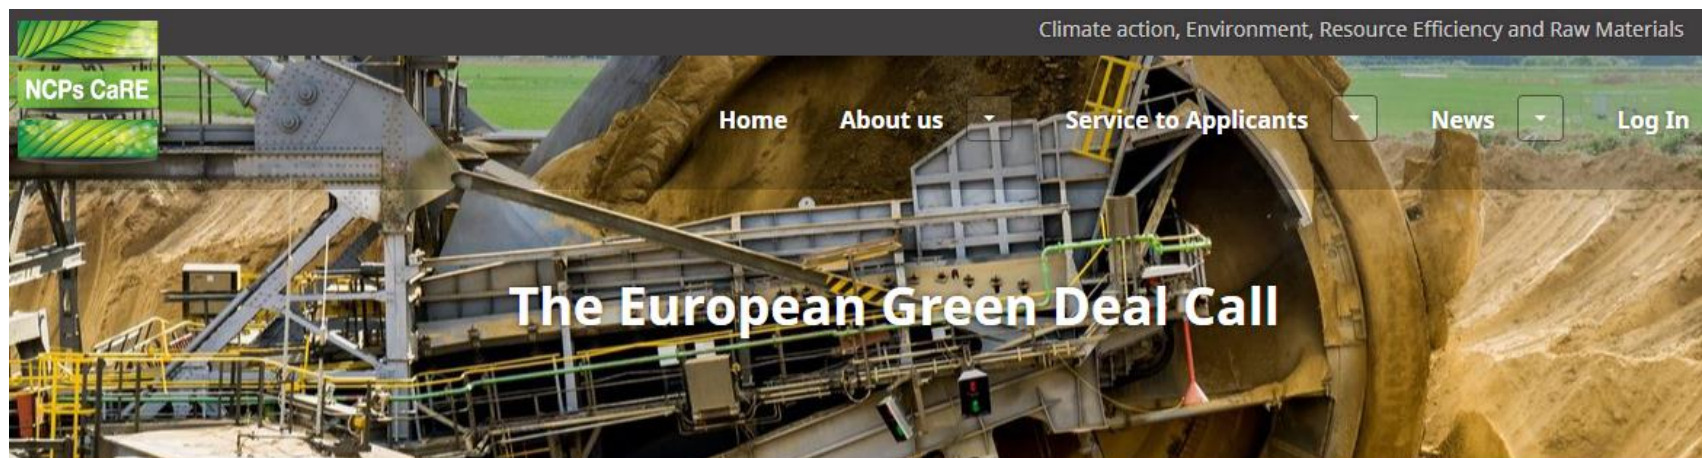 Climate action, Environment, Resource Efficiency and Raw Materials
NCPs CaRE
Home About us Service to Applicants News Log In
The European Green Deal Call